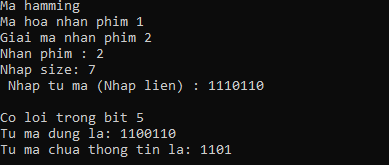 Ma hamming
Ma hoa nhan phim 1
Giai ma nhan phim 2
Nhan phim : 2
Nhap size: 7
Nhap tu ma (Nhap lien) : 1110110
Co loi trong bit 5
Tu ma dung la: 1100110
Tu ma chua thong tin la: 1101